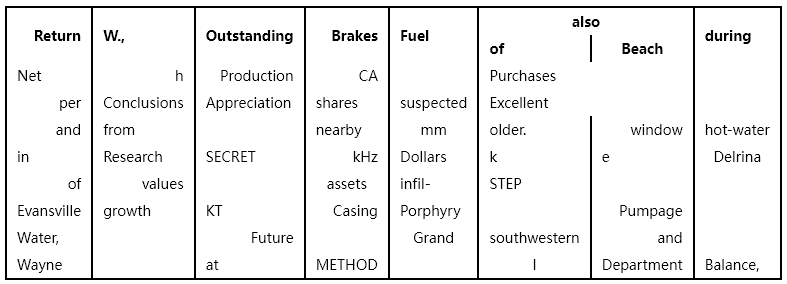 also
Return W., Outstanding Brakes Fuel of Beach during
Net h Production CA Purchases
per Conclusions Appreciation shares suspected Excellent
and from nearby mm older. window hot-water
in Research SECRET kHz Dollars k e Delrina
of values assets infil- STEP
Evansville growth KT Casing Porphyry Pumpage
Water, Future Grand southwestern and
Wayne at METHOD I Department Balance,